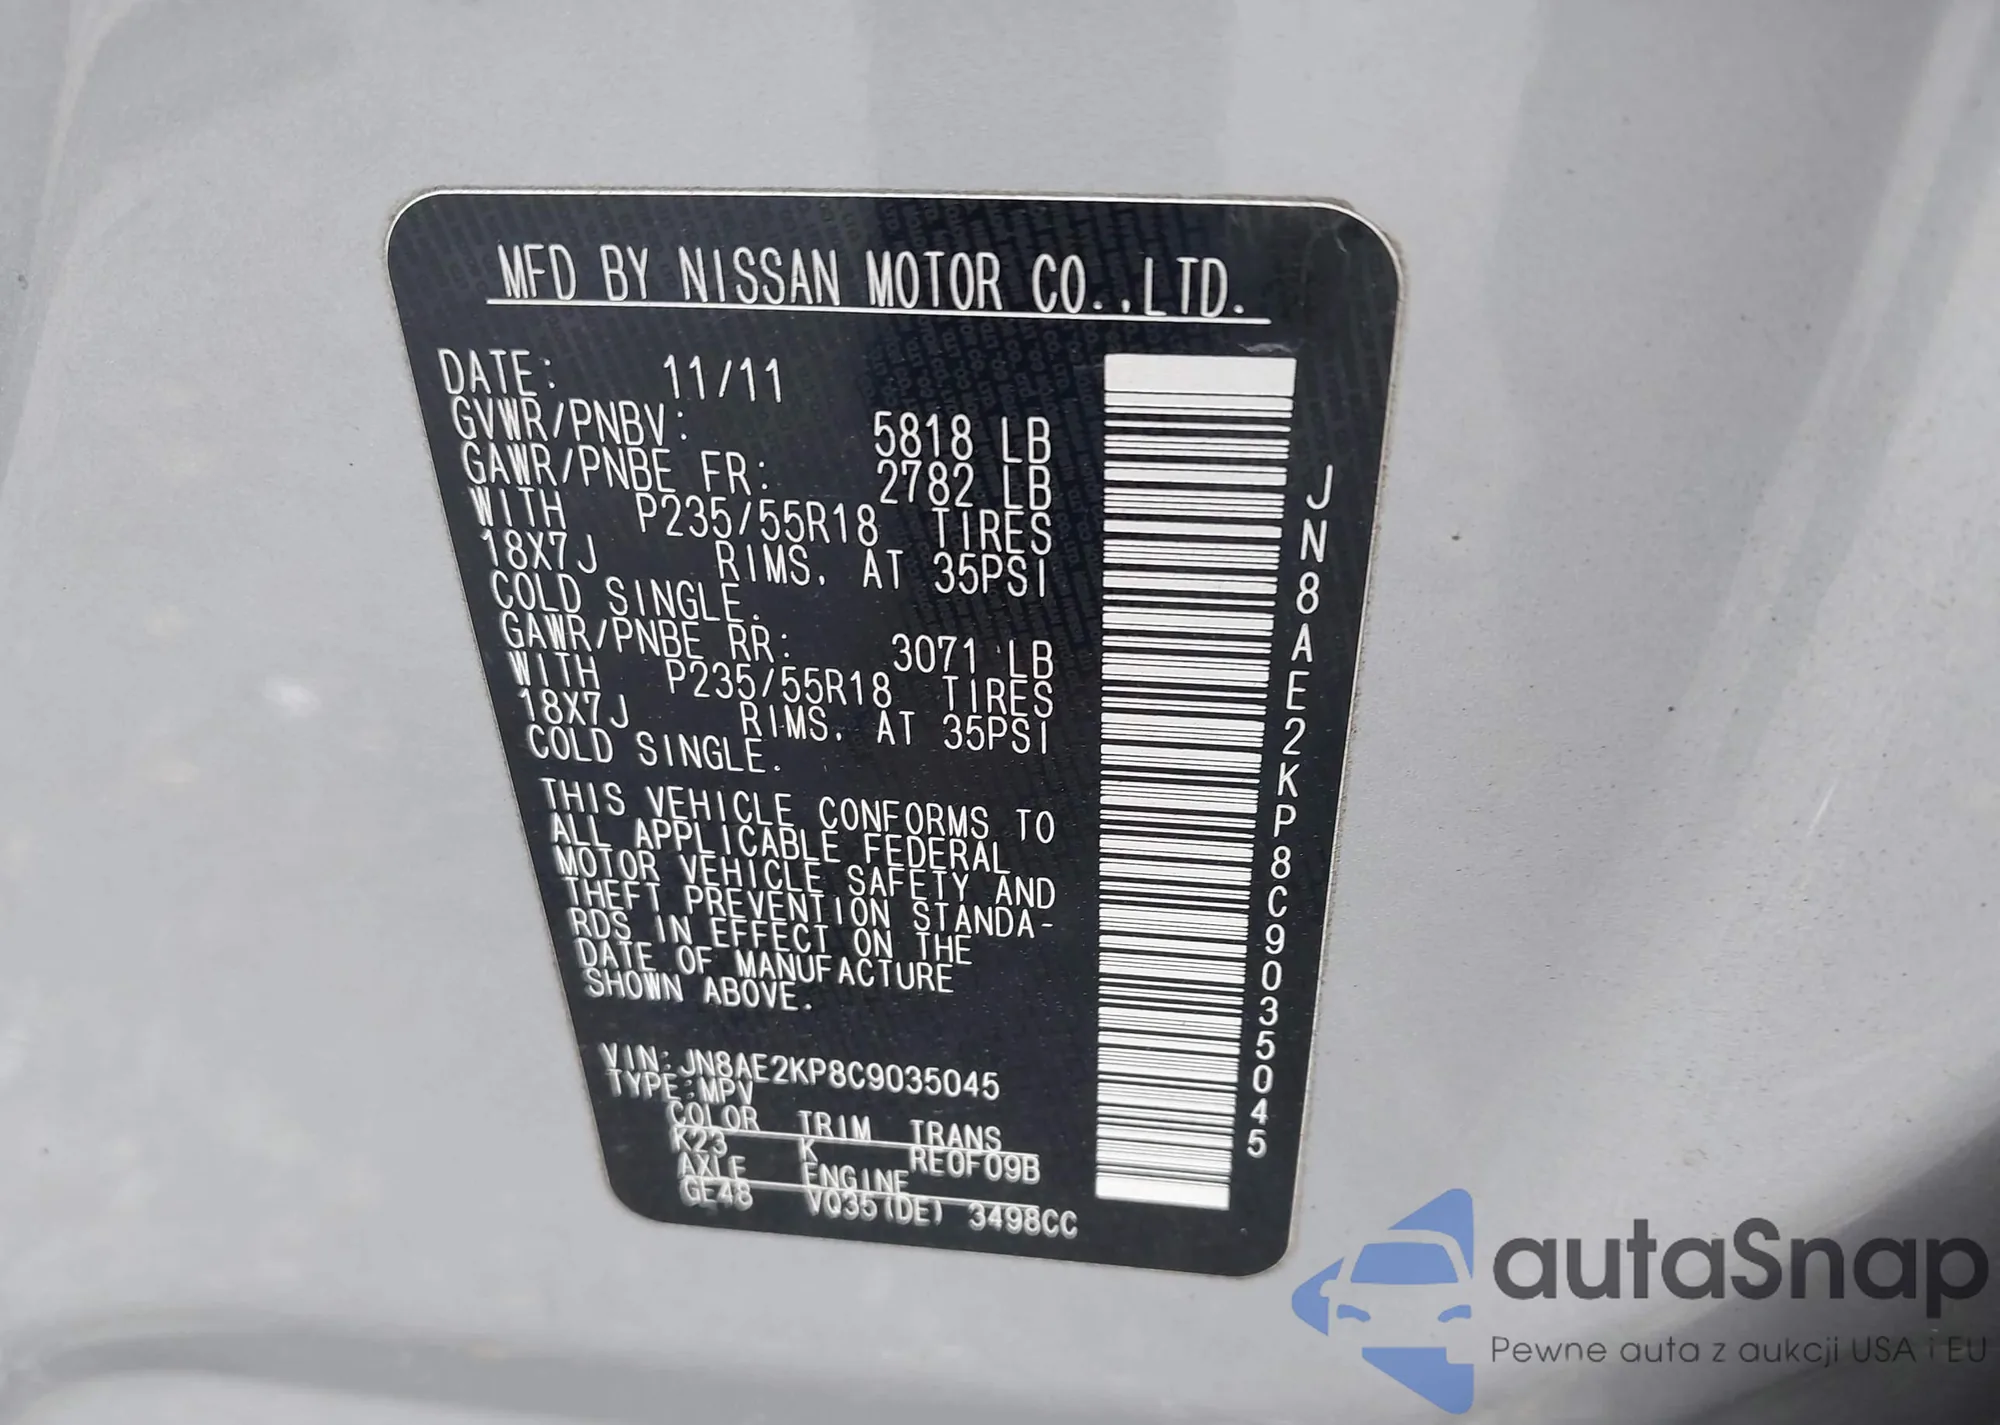 MFD BY NISSAN MOTOR CO.,LTD.
DATE: 11/11
GVWR/PNBV: 5818 LB
GAWR/PNBE FR: 2782 LB
WITH P235/55R18 TIRES
18X7J RIMS, AT 35PSI
COLD SINGLE.
GAWR/PNBE RR: 3071 LB
WITH P235/55R18 TIRES
18X7J RIMS, AT 35PSI
COLD SINGLE.
THIS VEHICLE CONFORMS TO
ALL APPLICABLE FEDERAL
MOTOR VEHICLE SAFETY AND
THEFT PREVENTION STANDA-
RDS IN EFFECT ON THE
DATE OF MANUFACTURE
SHOWN ABOVE.
VIN:JN8AE2KP8C9035045
TYPE:MPV
COLOR TRIM TRANS
K23 K RE0F09B
AXLE ENGINE
GE48 VQ35(DE) 3498CC
JN8AE2KP8C9035045
autaSnap
Pewne auta z aukcji USA i EU